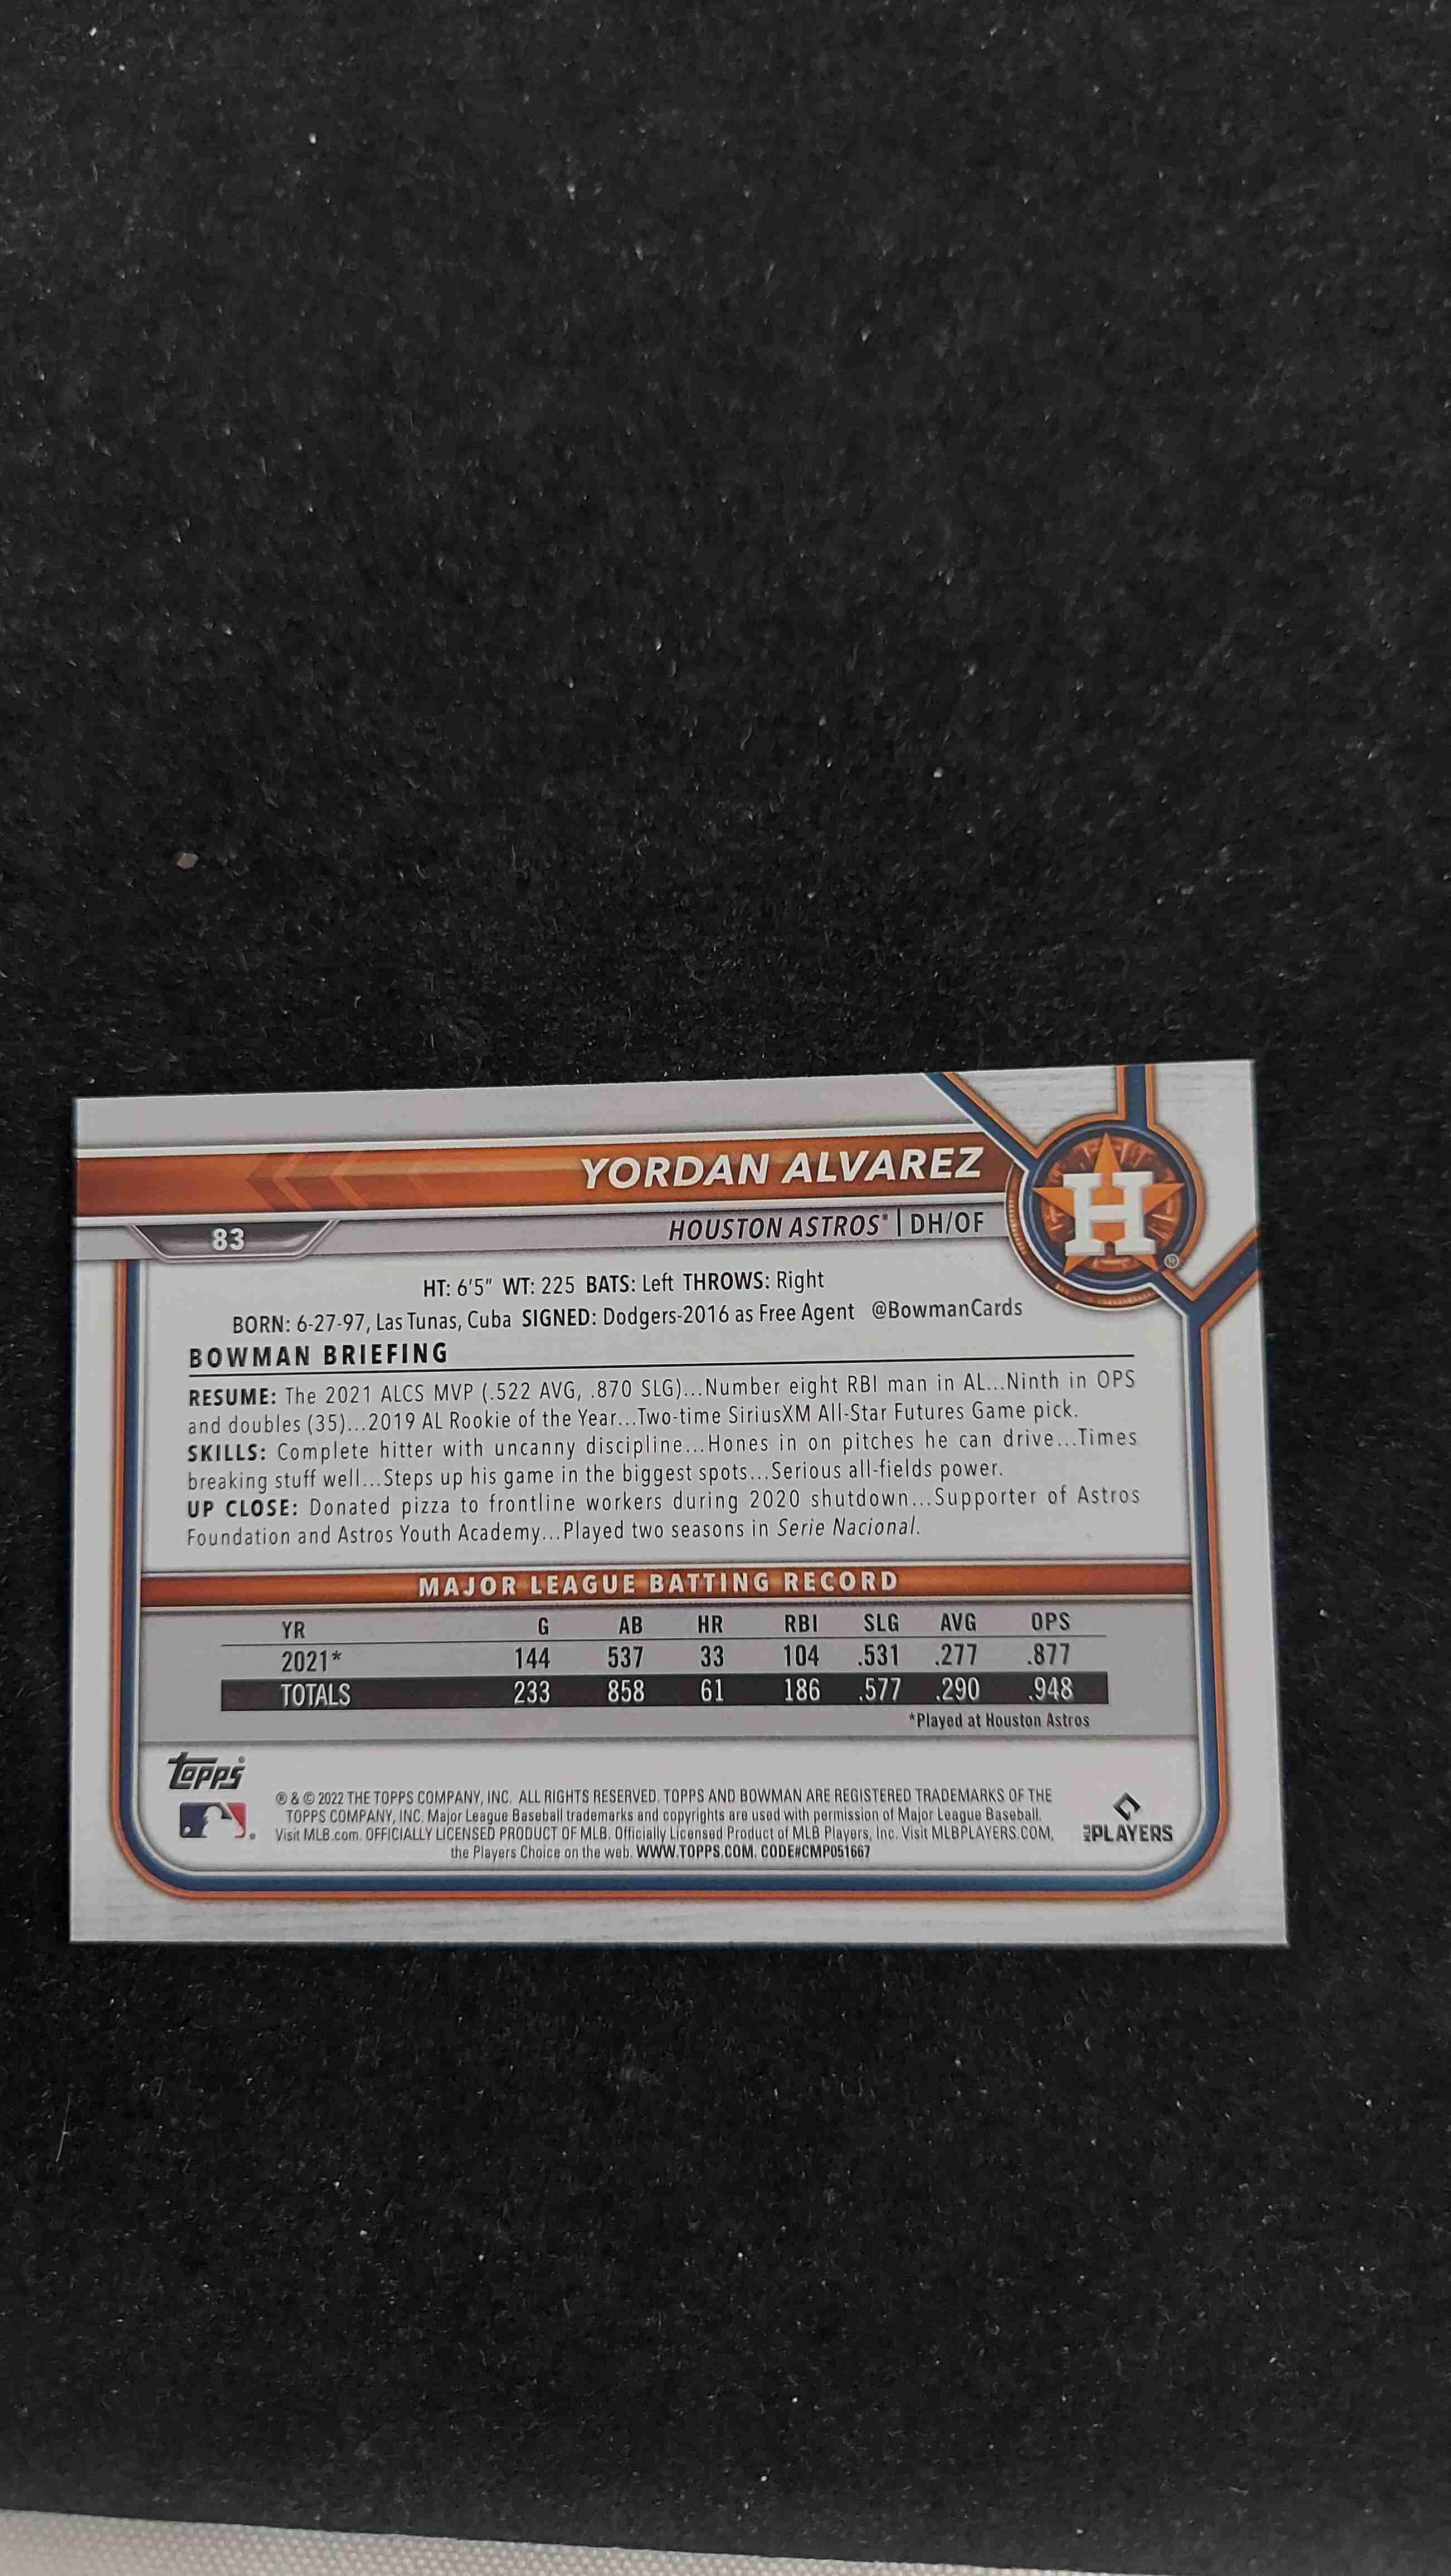 YORDAN ALVAREZ
83
HOUSTON ASTROS® | DH/OF
H
®
HT: 6'5" WT: 225 BATS: Left THROWS: Right
BORN: 6-27-97, Las Tunas, Cuba SIGNED: Dodgers-2016 as Free Agent @BowmanCards
BOWMAN BRIEFING
RESUME: The 2021 ALCS MVP (.522 AVG, .870 SLG)...Number eight RBI man in AL...Ninth in OPS
and doubles (35)...2019 AL Rookie of the Year...Two-time SiriusXM All-Star Futures Game pick.
SKILLS: Complete hitter with uncanny discipline...Hones in on pitches he can drive...Times
breaking stuff well...Steps up his game in the biggest spots...Serious all-fields power.
UP CLOSE: Donated pizza to frontline workers during 2020 shutdown...Supporter of Astros
Foundation and Astros Youth Academy...Played two seasons in Serie Nacional.
MAJOR LEAGUE BATTING RECORD
YR G AB HR RBI SLG AVG OPS
2021* 144 537 33 104 .531 .277 .877
TOTALS 233 858 61 186 .577 .290 .948
*Played at Houston Astros
Topps®
® & © 2022 THE TOPPS COMPANY, INC. ALL RIGHTS RESERVED. TOPPS AND BOWMAN ARE REGISTERED TRADEMARKS OF THE
TOPPS COMPANY, INC. Major League Baseball trademarks and copyrights are used with permission of Major League Baseball.
Visit MLB.com. OFFICIALLY LICENSED PRODUCT OF MLB. Officially Licensed Product of MLB Players, Inc. Visit MLBPLAYERS.COM,
the Players Choice on the web. WWW.TOPPS.COM. CODE#CMP051667
MLB PLAYERS